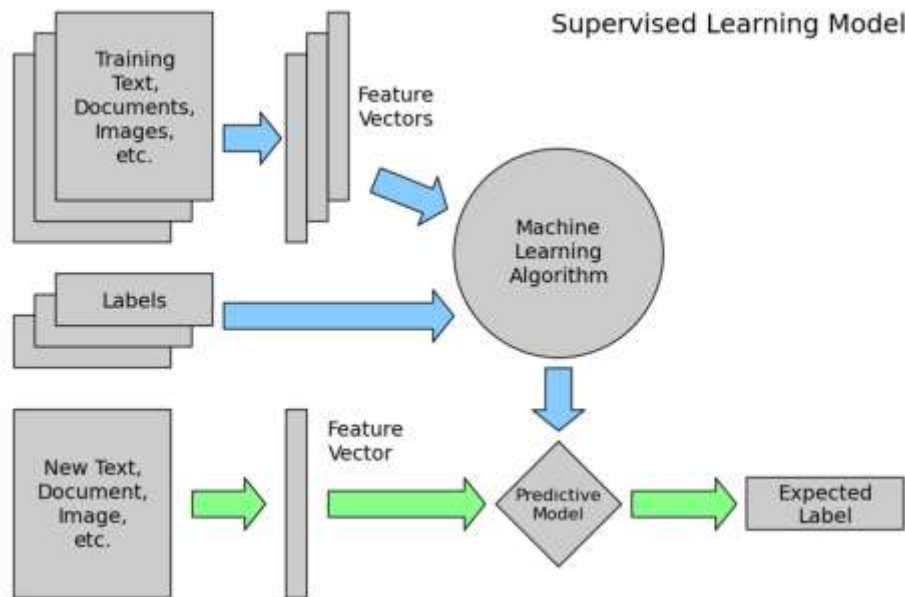 Supervised Learning Model
Training
Text,
Documents,
Images,
etc.
Feature
Vectors
Machine
Learning
Algorithm
Labels
New Text,
Document,
Image,
etc.
Feature
Vector
Predictive
Model
Expected
Label